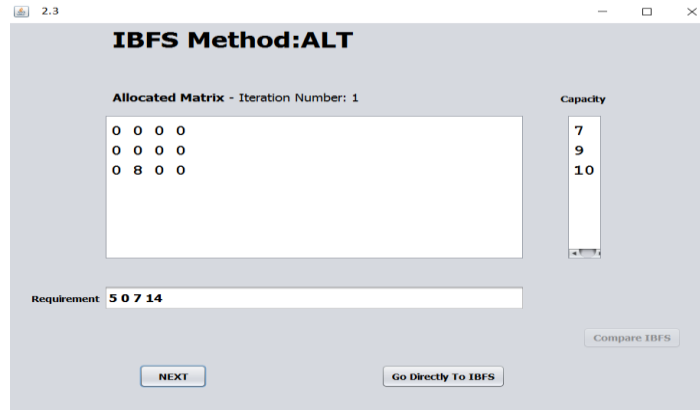 2.3
IBFS Method:ALT
Allocated Matrix - Iteration Number: 1
Capacity
0 0 0 0
0 0 0 0
0 8 0 0
7
9
10
Requirement 5 0 7 14
Compare IBFS
NEXT
Go Directly To IBFS